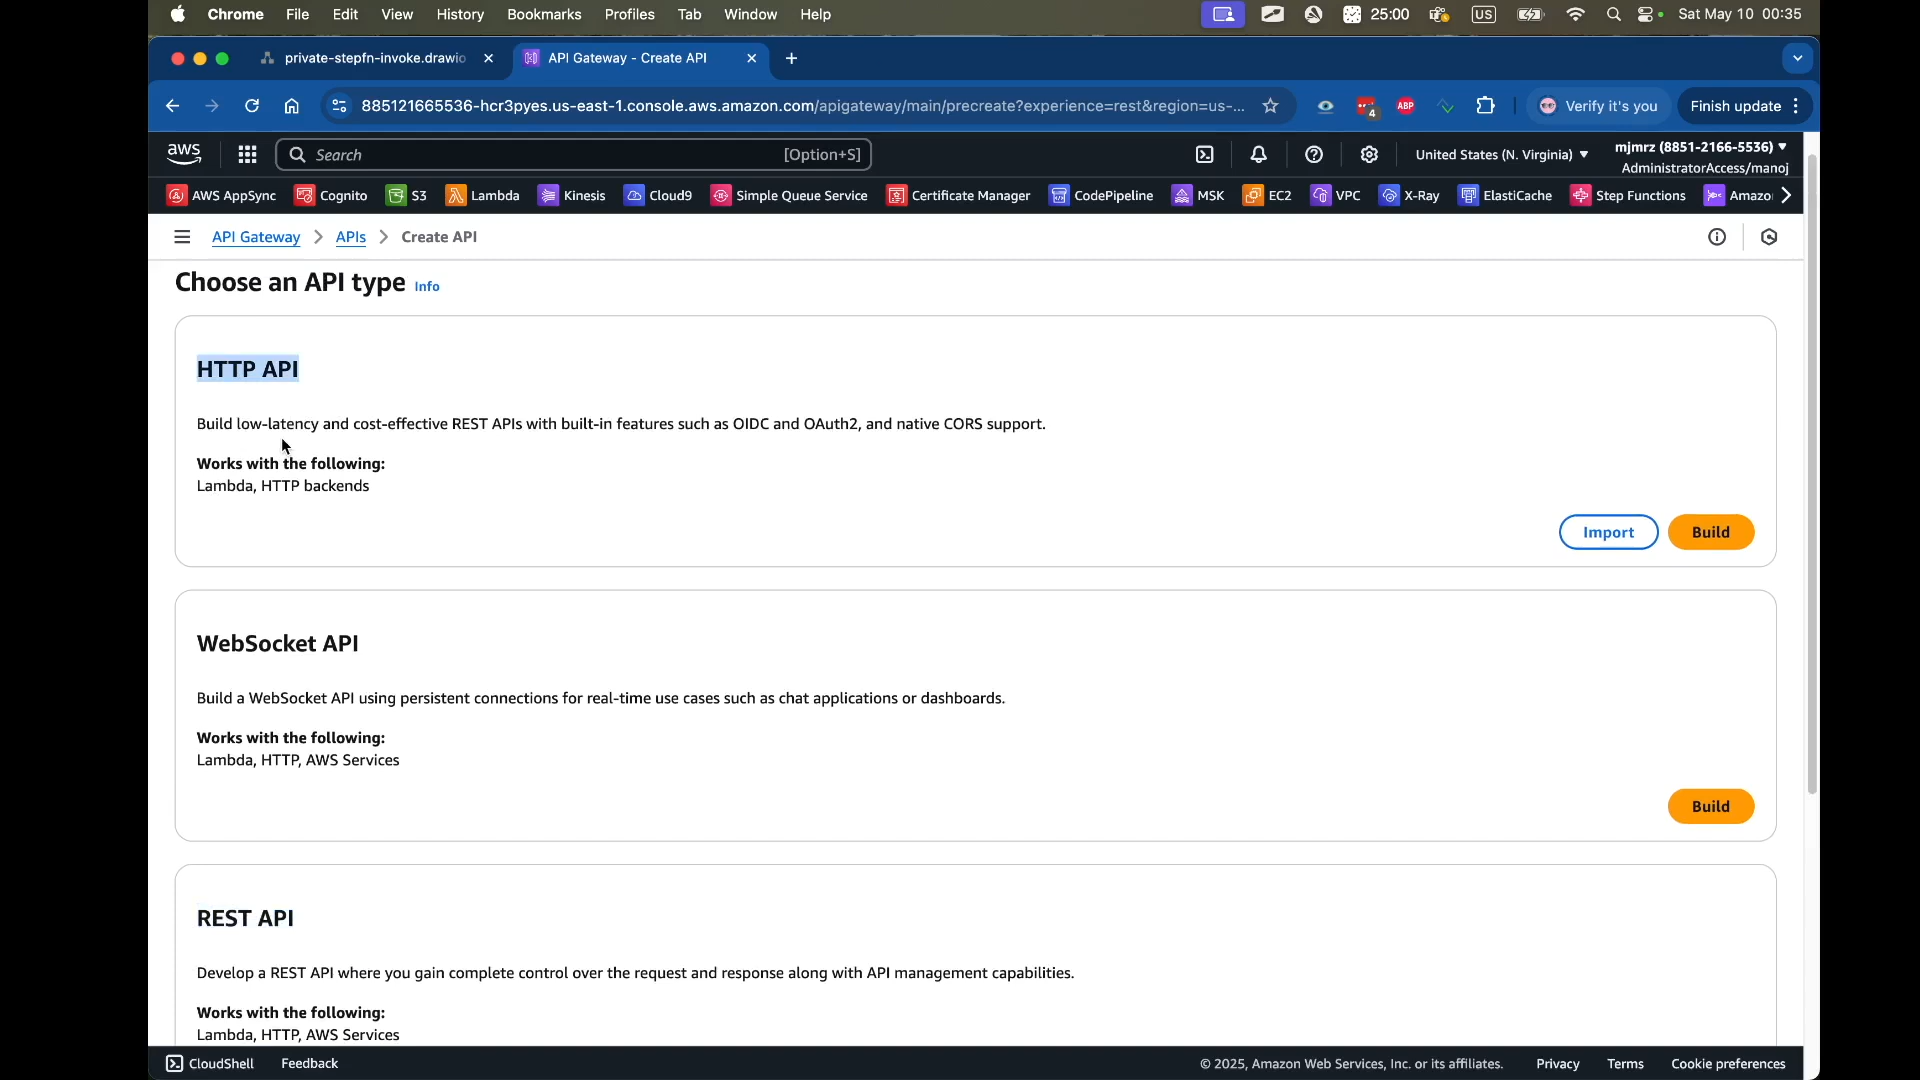 Chrome File Edit View History Bookmarks Profiles Tab Window Help 25:00 US Sat May 10 00:35
private-stepfn-invoke.drawio API Gateway - Create API
885121665536-hcr3pyes.us-east-1.console.aws.amazon.com/apigateway/main/precreate?experience=rest&region=us-... 4 ABP Verify it's you Finish update
aws Search [Option+S] United States (N. Virginia) mjmrz (8851-2166-5536)
AdministratorAccess/manoj
AWS AppSync Cognito S3 Lambda Kinesis Cloud9 Simple Queue Service Certificate Manager CodePipeline MSK EC2 VPC X-Ray ElastiCache Step Functions Amazo
API Gateway APIs Create API
Choose an API type Info
HTTP API
Build low-latency and cost-effective REST APIs with built-in features such as OIDC and OAuth2, and native CORS support.
Works with the following:
Lambda, HTTP backends
Import Build
WebSocket API
Build a WebSocket API using persistent connections for real-time use cases such as chat applications or dashboards.
Works with the following:
Lambda, HTTP, AWS Services
Build
REST API
Develop a REST API where you gain complete control over the request and response along with API management capabilities.
Works with the following:
Lambda, HTTP, AWS Services
CloudShell Feedback © 2025, Amazon Web Services, Inc. or its affiliates. Privacy Terms Cookie preferences